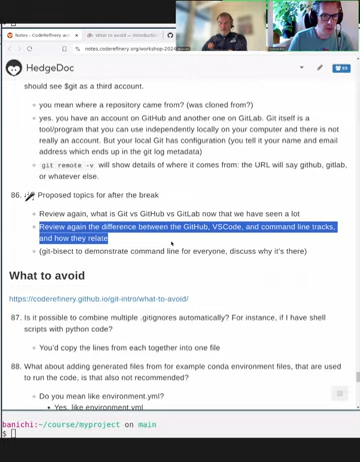 Notes - CodeRefinery
What to avoid — Introductio
notes.coderefinery.org/workshop-202
HedgeDoc
should see $git as a third account.
you mean where a repository came from? (was cloned from?)
yes. you have an account on GitHub and another one on GitLab. Git itself is a
tool/program that you can use independently locally on your computer and there is not
really an account. But your local Git has configuration (you tell it your name and email
address which ends up in the git log metadata)
git remote -v will show details of where it comes from: the URL will say github, gitlab,
or whatever else.
86. Proposed topics for after the break
Review again, what is Git vs GitHub vs GitLab now that we have seen a lot
Review again the difference between the GitHub, VSCode, and command line tracks,
and how they relate
(git-bisect to demonstrate command line for everyone, discuss why it's there)
What to avoid
https://coderefinery.github.io/git-intro/what-to-avoid/
87. Is it possible to combine multiple .gitignores automatically? For instance, if I have shell
scripts with python code?
You'd copy the lines from each together into one file
88. What about adding generated files from for example conda environment files, that are used
to run the code, is that also not recommended?
Do you mean like environment.yml?
Yes, like environment.yml
banichi:~/course/myproject on main
$